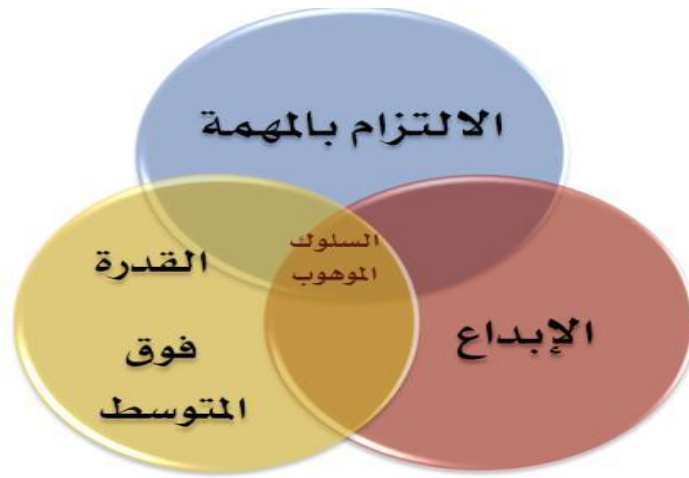 الالتزام بالمهمة
السلوك
الموهوب
القدرة
فوق
المتوسط
الإبداع